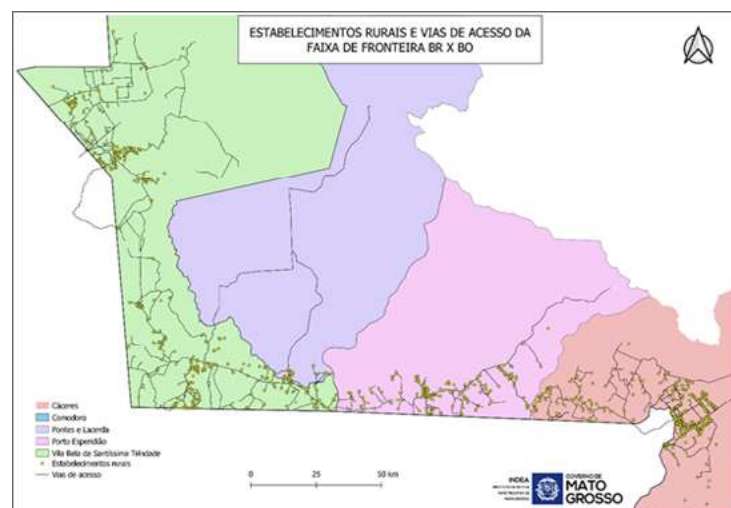 ESTABELECIMENTOS RURAIS E VIAS DE ACESSO DA
FAIXA DE FRONTEIRA BR X BO
Cáceres
Comodoro
Pontes e Lacerda
Porto Esperidião
Vila Bela da Santíssima Trindade
Estabelecimentos rurais
Vias de acesso
0 25 50 km
INDEA
GOVERNO DE
MATO
GROSSO